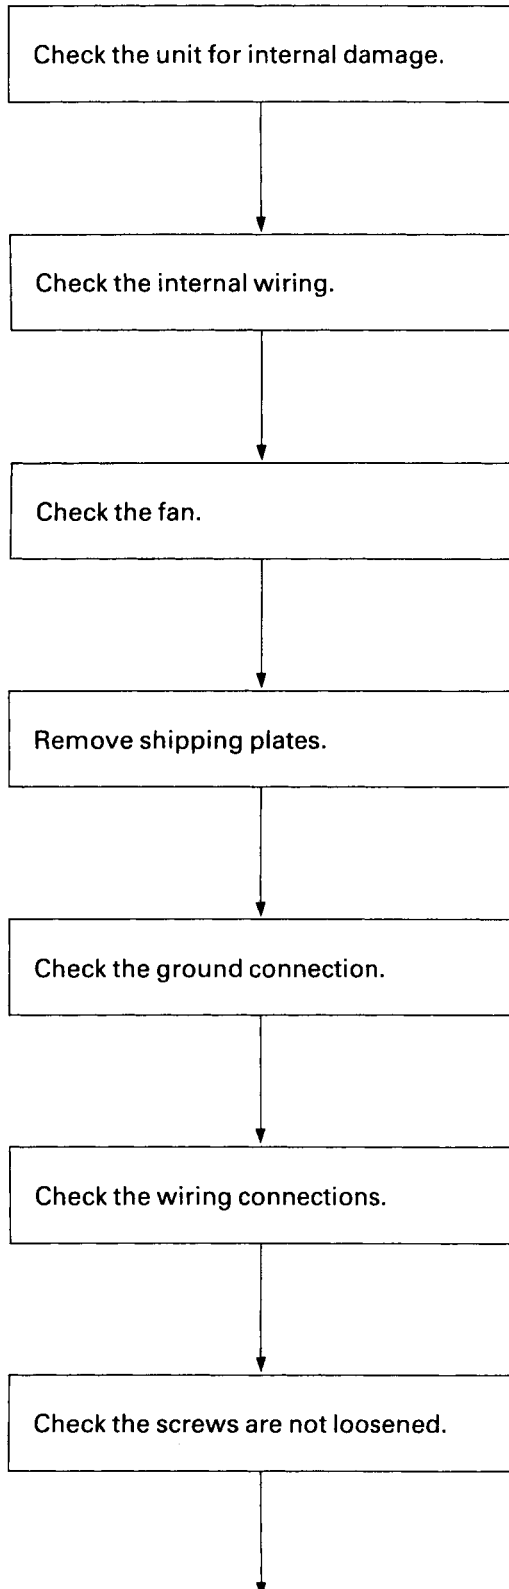 Check the unit for internal damage.
Check the internal wiring.
Check the fan.
Remove shipping plates.
Check the ground connection.
Check the wiring connections.
Check the screws are not loosened.